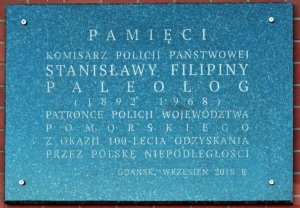 PAMIĘCI
KOMISARZ POLICJI PAŃSTWOWEJ
STANISŁAWY FILIPINY
PALEOLOG
(1892-1968)
PATRONCE POLICJI WOJEWÓDZTWA
POMORSKIEGO
Z OKAZJI 100-LECIA ODZYSKANIA
PRZEZ POLSKĘ NIEPODLEGŁOŚCI
GDAŃSK, WRZESIEŃ 2018 R.